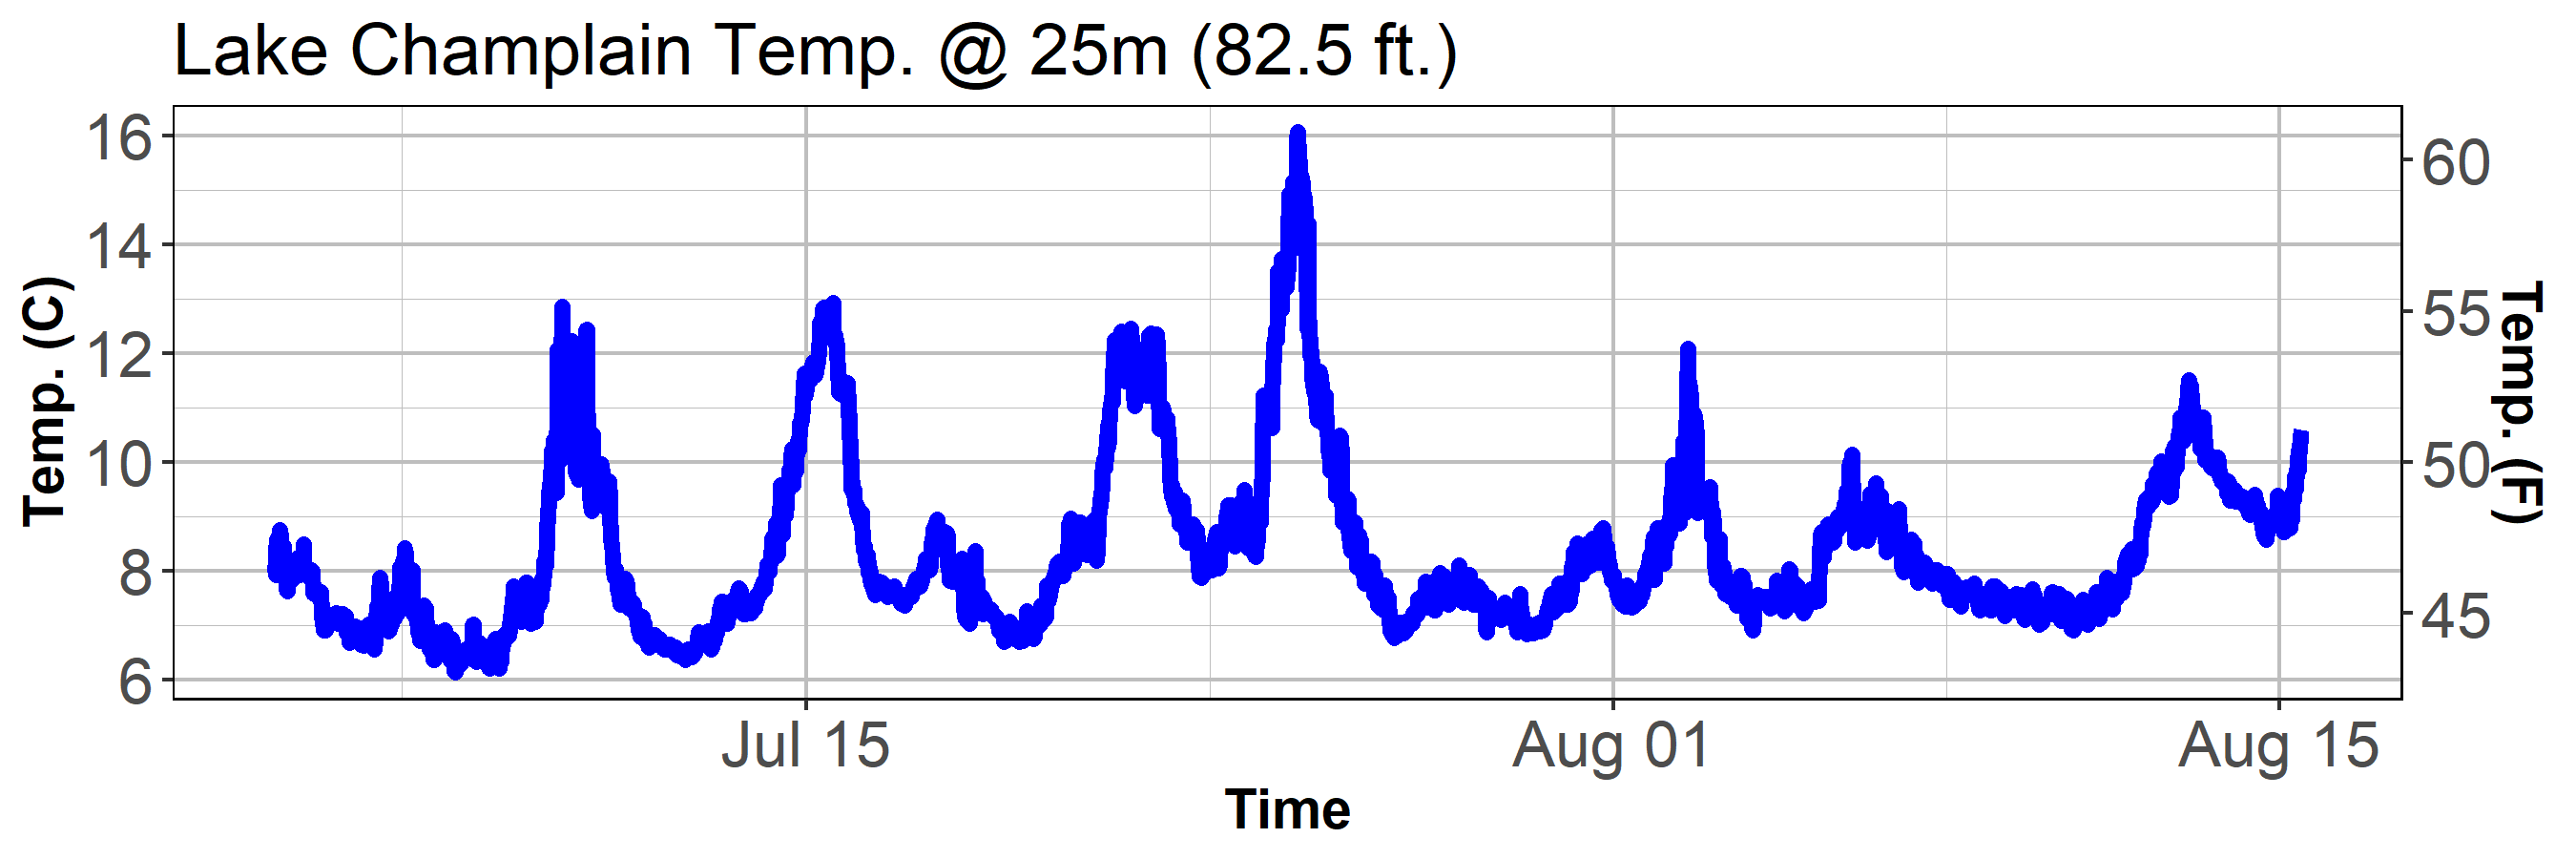 Lake Champlain Temp. @ 25m (82.5 ft.)
Temp. (C)
16
14
12
10
8
6
60
55
50
45
Temp. (F)
Jul 15
Aug 01
Aug 15
Time